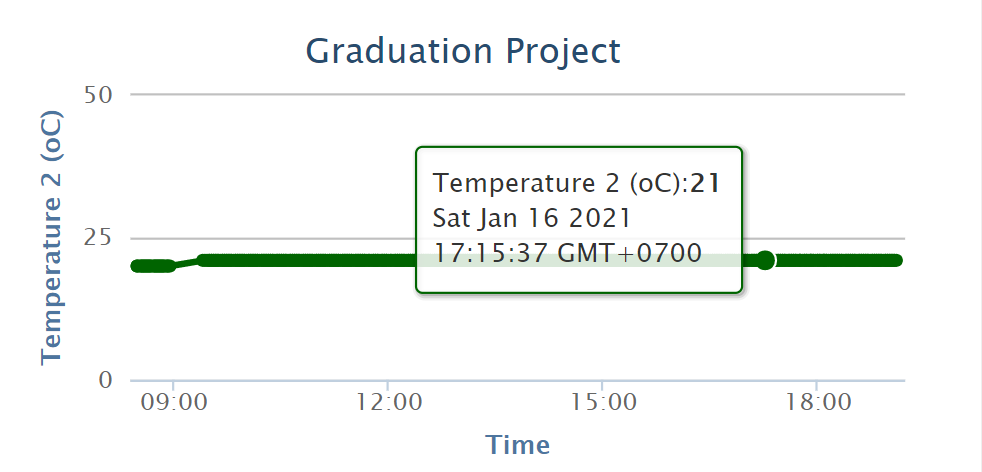 Graduation Project
50
25
0
Temperature 2 (oC)
Temperature 2 (oC):21
Sat Jan 16 2021
17:15:37 GMT+0700
09:00 12:00 15:00 18:00
Time